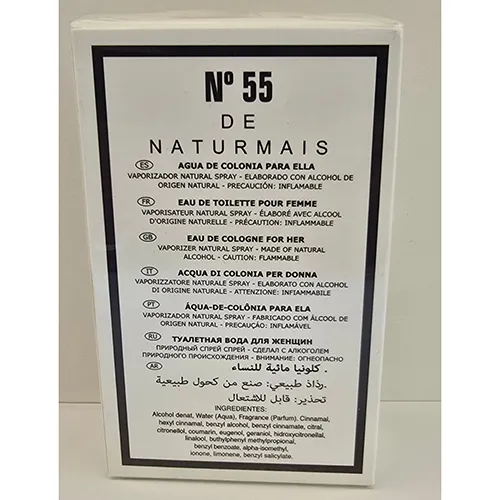 Nº 55
DE
NATURMAIS
ES AGUA DE COLONIA PARA ELLA
VAPORIZADOR NATURAL SPRAY - ELABORADO CON ALCOHOL DE
ORIGEN NATURAL - PRECAUCIÓN: INFLAMABLE
FR EAU DE TOILETTE POUR FEMME
VAPORISATEUR NATURAL SPRAY - ÉLABORÉ AVEC ALCOOL
D'ORIGINE NATURELLE - PRÉCAUTION: INFLAMMABLE
GB EAU DE COLOGNE FOR HER
VAPORIZER NATURAL SPRAY - MADE OF NATURAL
ALCOHOL - CAUTION: FLAMMABLE
IT ACQUA DI COLONIA PER DONNA
VAPORIZZATORE NATURALE SPRAY - ELABORATO CON ALCOHOL
DI ORIGINE NATURALE - ATTENZIONE: INFIAMMABILE
PT ÁQUA-DE-COLÔNIA PARA ELA
VAPORIZADOR NATURAL SPRAY - FABRICADO COM ÁLCOOL DE
ORIGEM NATURAL - PRECAUÇÃO: INFLAMÁVEL
RU ТУАЛЕТНАЯ ВОДА ДЛЯ ЖЕНЩИН
ПРИРОДНЫЙ СПРЕЙ СПРЕЙ - СДЕЛАЛ С АЛКОГОЛЕМ
ПРИРОДНОГО ПРОИСХОЖДЕНИЯ - ВНИМАНИЕ: ОГНЕОПАСНО
AR كلونيا مائية للنساء .
رذاذ طبيعي: صنع من كحول طبيعية.
تحذير: قابل للاشتعال
INGREDIENTES:
Alcohol denat, Water (Aqua), Fragrance (Parfum), Cinnamal,
hexyl cinnamal, benzyl alcohol, benzyl cinnamate, citral,
citronellol, coumarin, eugenol, geraniol, hidroxycitronellal,
linalool, buthylphenyl methylpropional,
benzyl benzoate, alpha-isomethyl,
ionone, limonene, benzyl salicylate.